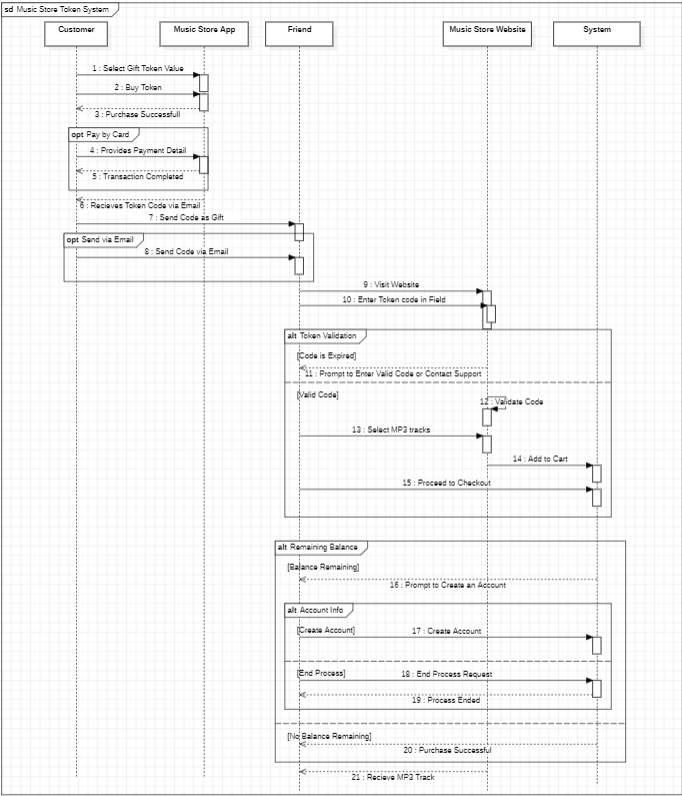 sd Music Store Token System
Customer
Music Store App
Friend
Music Store Website
System
1 : Select Gift Token Value
2 : Buy Token
3 : Purchase Successfull
opt Pay by Card
4 : Provides Payment Detail
5 : Transaction Completed
6 : Recieves Token Code via Email
7 : Send Code as Gift
opt Send via Email
8 : Send Code via Email
9 : Visit Website
10 : Enter Token code in Field
alt Token Validation
[Code is Expired]
11 : Prompt to Enter Valid Code or Contact Support
[Valid Code]
12 : Validate Code
13 : Select MP3 tracks
14 : Add to Cart
15 : Proceed to Checkout
alt Remaining Balance
[Balance Remaining]
16 : Prompt to Create an Account
alt Account Info
[Create Account]
17 : Create Account
[End Process]
18 : End Process Request
19 : Process Ended
[No Balance Remaining]
20 : Purchase Successful
21 : Recieve MP3 Track